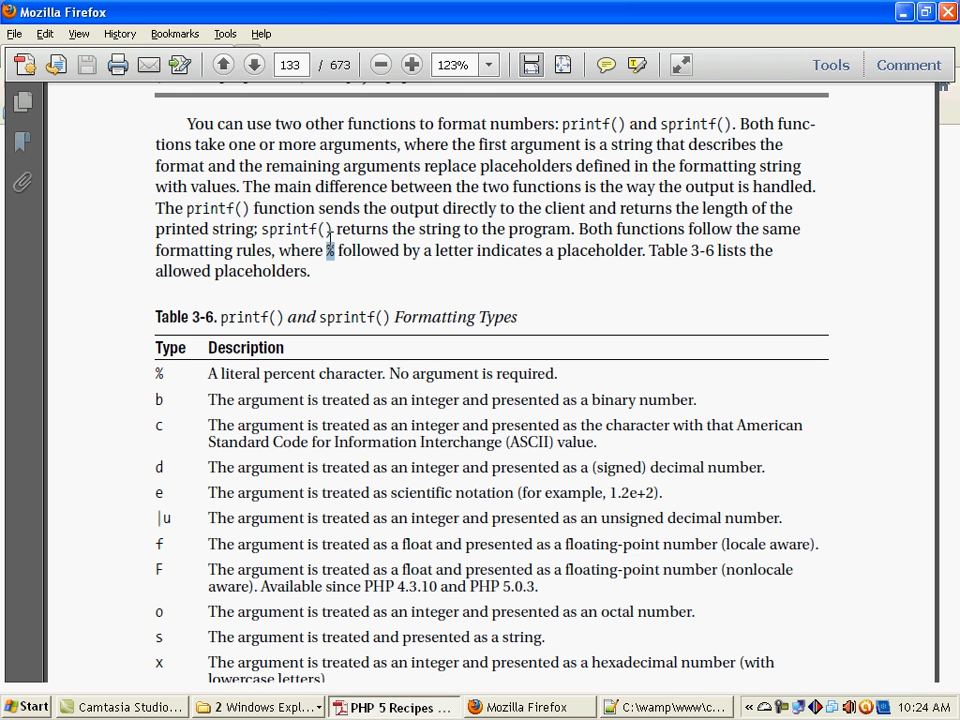 Mozilla Firefox
File Edit View History Bookmarks Tools Help
133 / 673 123% Tools Comment
You can use two other functions to format numbers: printf() and sprintf(). Both func-
tions take one or more arguments, where the first argument is a string that describes the
format and the remaining arguments replace placeholders defined in the formatting string
with values. The main difference between the two functions is the way the output is handled.
The printf() function sends the output directly to the client and returns the length of the
printed string; sprintf() returns the string to the program. Both functions follow the same
formatting rules, where % followed by a letter indicates a placeholder. Table 3-6 lists the
allowed placeholders.
Table 3-6. printf() and sprintf() Formatting Types
Type Description
% A literal percent character. No argument is required.
b The argument is treated as an integer and presented as a binary number.
c The argument is treated as an integer and presented as the character with that American
Standard Code for Information Interchange (ASCII) value.
d The argument is treated as an integer and presented as a (signed) decimal number.
e The argument is treated as scientific notation (for example, 1.2e+2).
|u The argument is treated as an integer and presented as an unsigned decimal number.
f The argument is treated as a float and presented as a floating-point number (locale aware).
F The argument is treated as a float and presented as a floating-point number (nonlocale
aware). Available since PHP 4.3.10 and PHP 5.0.3.
o The argument is treated as an integer and presented as an octal number.
s The argument is treated and presented as a string.
x The argument is treated as an integer and presented as a hexadecimal number (with
lowercase letters)
Start Camtasia Studio... 2 Windows Expl... PHP 5 Recipes ... Mozilla Firefox C:\wamp\www\c... « 10:24 AM